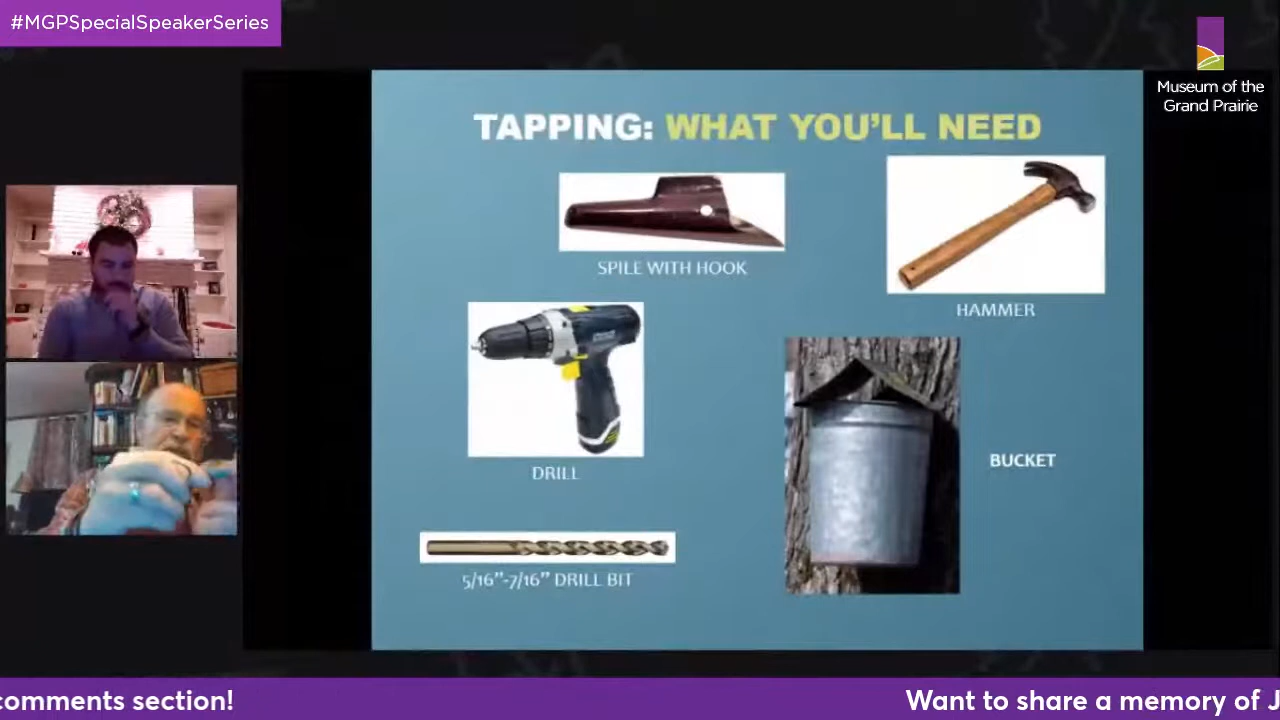 #MGPSpecialSpeakerSeries
Museum of the
Grand Prairie
TAPPING: WHAT YOU'LL NEED
SPILE WITH HOOK
HAMMER
DRILL
BUCKET
5/16"-7/16" DRILL BIT
comments section!
Want to share a memory of J